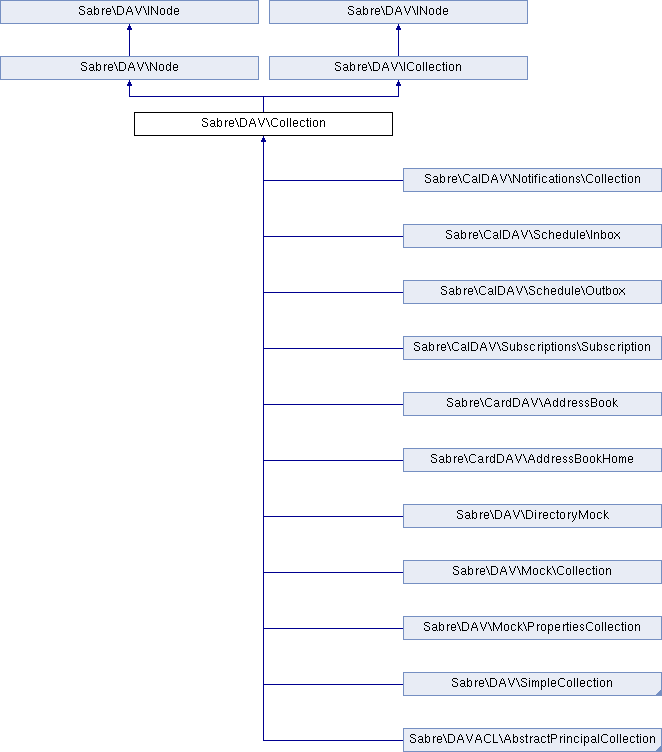 Sabre\DAV\INode
Sabre\DAV\INode
Sabre\DAV\Node
Sabre\DAV\ICollection
Sabre\DAV\Collection
Sabre\CalDAV\Notifications\Collection
Sabre\CalDAV\Schedule\Inbox
Sabre\CalDAV\Schedule\Outbox
Sabre\CalDAV\Subscriptions\Subscription
Sabre\CardDAV\AddressBook
Sabre\CardDAV\AddressBookHome
Sabre\DAV\DirectoryMock
Sabre\DAV\Mock\Collection
Sabre\DAV\Mock\PropertiesCollection
Sabre\DAV\SimpleCollection
Sabre\DAVACL\AbstractPrincipalCollection